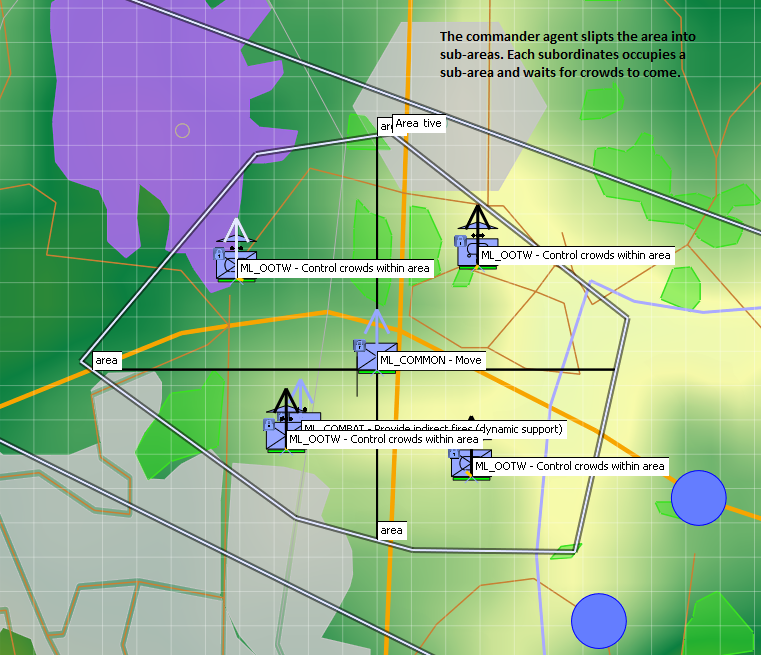 The commander agent slipts the area into
sub-areas. Each subordinates occupies a
sub-area and waits for crowds to come.
Area tive
ML_OOTW - Control crowds within area
ML_OOTW - Control crowds within area
area
ML_COMMON - Move
ML_COMBAT - Provide indirect fires (dynamic support)
ML_OOTW - Control crowds within area
ML_OOTW - Control crowds within area
area